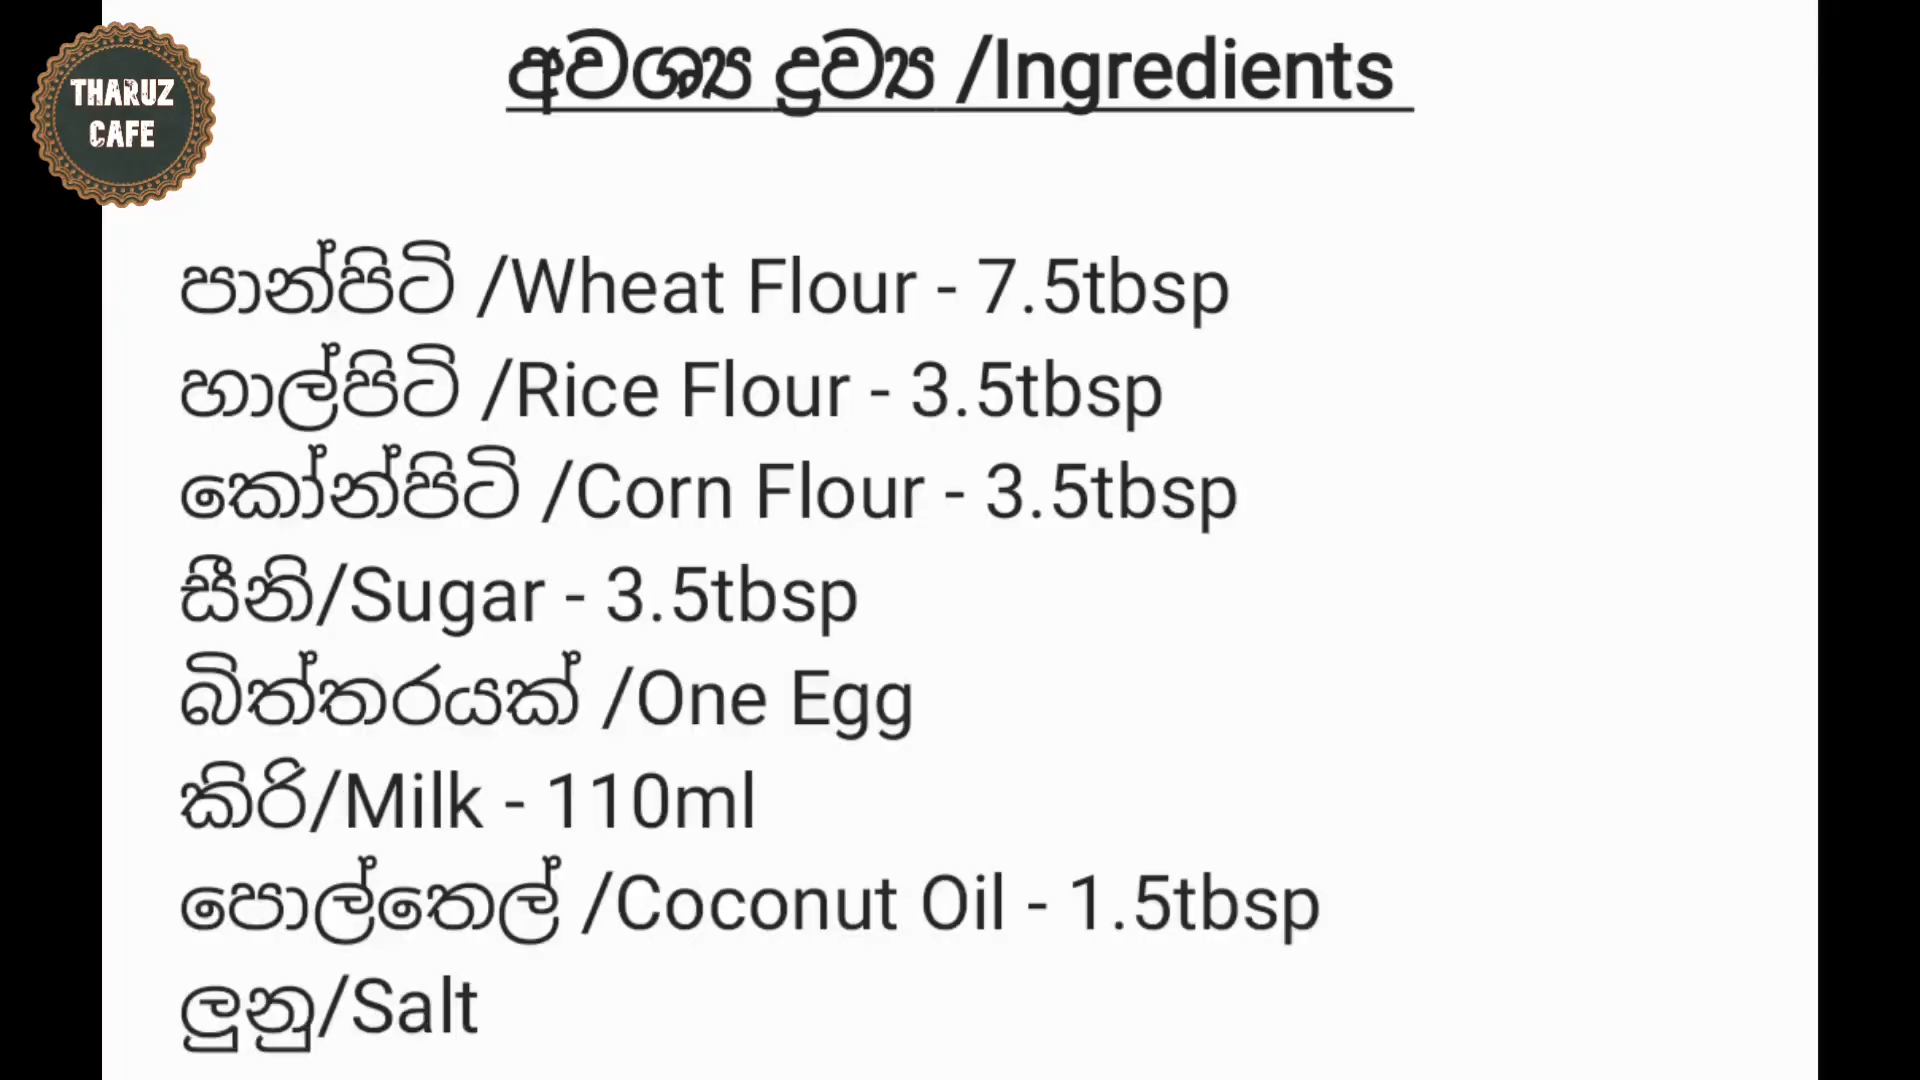 THARUZ
CAFE
අවශ්‍ය ද්‍රව්‍ය /Ingredients
පාන්පිටි /Wheat Flour - 7.5tbsp
හාල්පිටි /Rice Flour - 3.5tbsp
කෝන්පිටි /Corn Flour - 3.5tbsp
සීනි/Sugar - 3.5tbsp
බිත්තරයක් /One Egg
කිරි/Milk - 110ml
පොල්තෙල් /Coconut Oil - 1.5tbsp
ලුනු/Salt